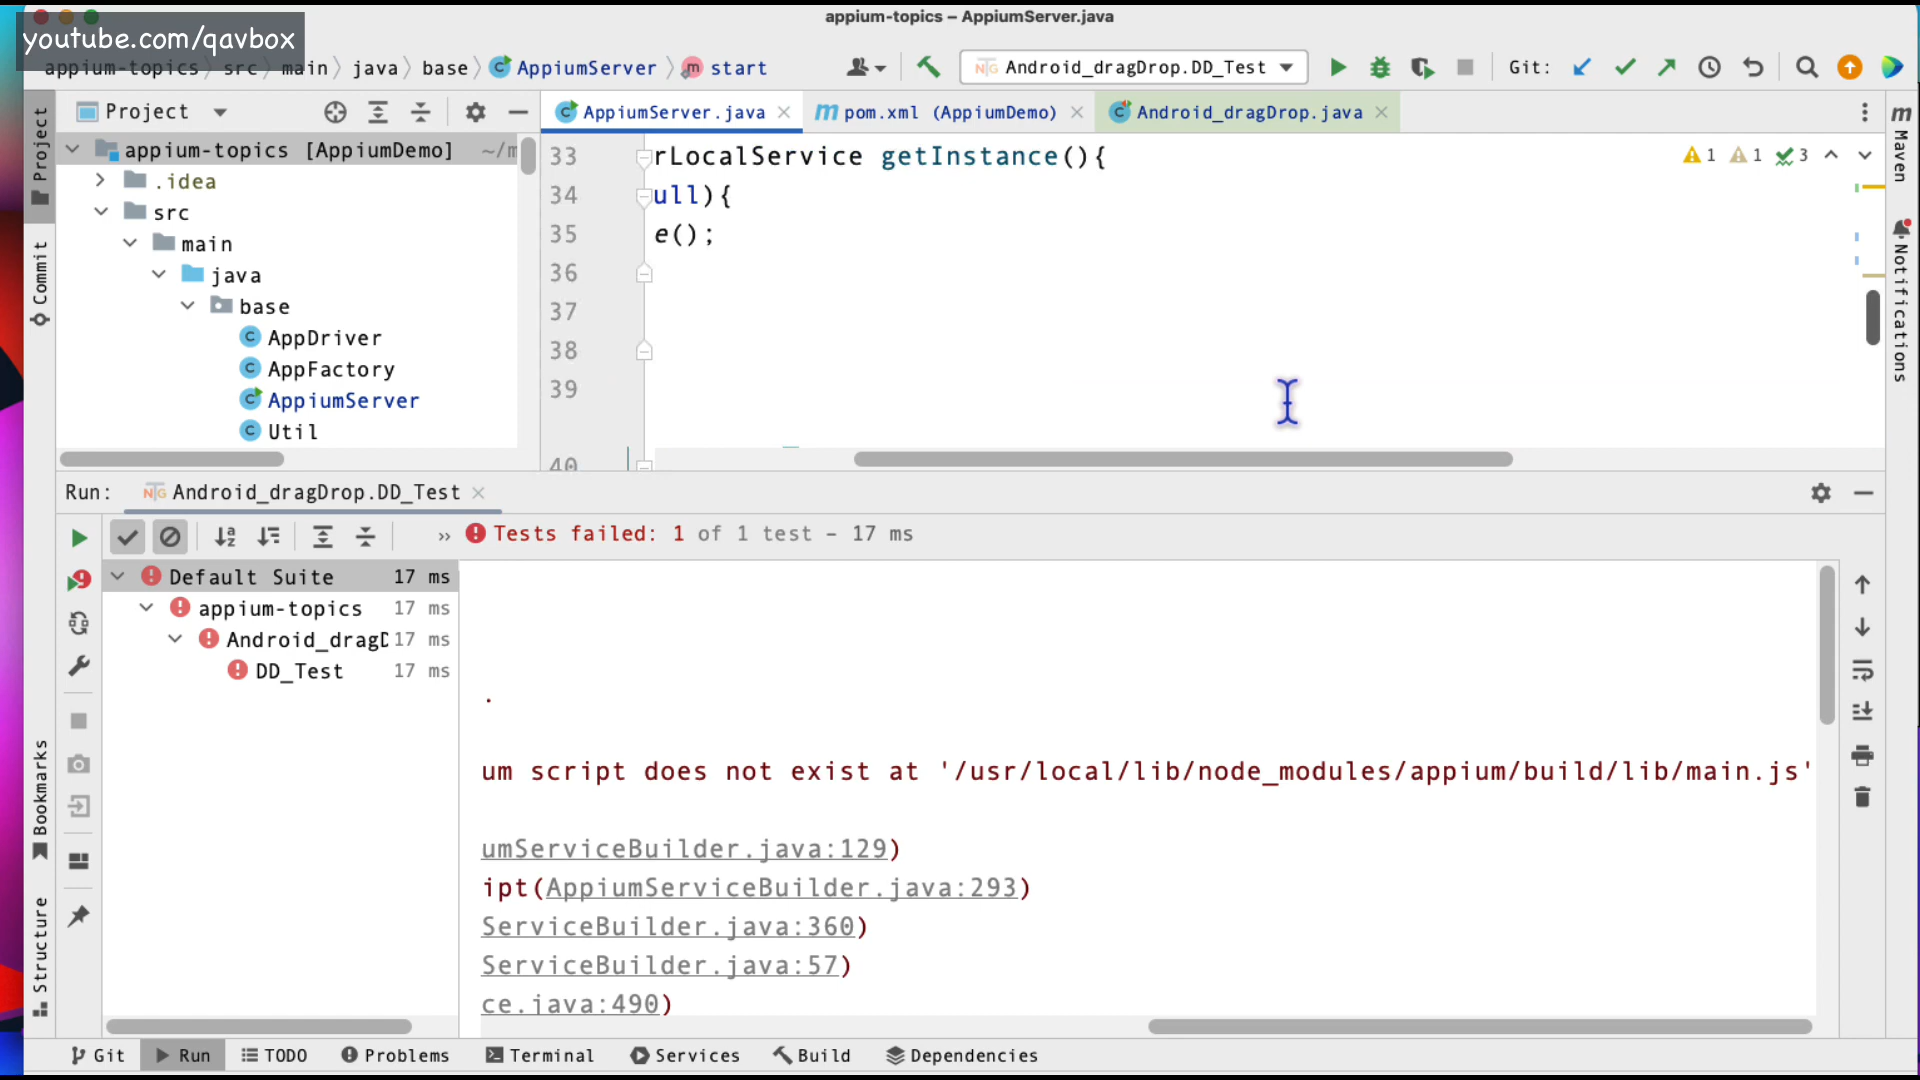 appium-topics – AppiumServer.java
youtube.com/qavbox
appium-topics src main java base AppiumServer start
Android_dragDrop.DD_Test
Git:
Project
AppiumServer.java
pom.xml (AppiumDemo)
Android_dragDrop.java
appium-topics [AppiumDemo] ~/m
.idea
src
main
java
base
AppDriver
AppFactory
AppiumServer
Util
33 rLocalService getInstance(){
34 ull){
35 e();
36
37
38
39
40
1 1 3
Project
Commit
Bookmarks
Structure
Maven
Notifications
Run: Android_dragDrop.DD_Test
» Tests failed: 1 of 1 test – 17 ms
Default Suite 17 ms
appium-topics 17 ms
Android_dragD 17 ms
DD_Test 17 ms
.
um script does not exist at '/usr/local/lib/node_modules/appium/build/lib/main.js'
umServiceBuilder.java:129)
ipt(AppiumServiceBuilder.java:293)
ServiceBuilder.java:360)
ServiceBuilder.java:57)
ce.java:490)
Git Run TODO Problems Terminal Services Build Dependencies